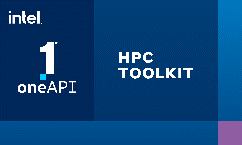 intel.
1
oneAPI
HPC
TOOLKIT